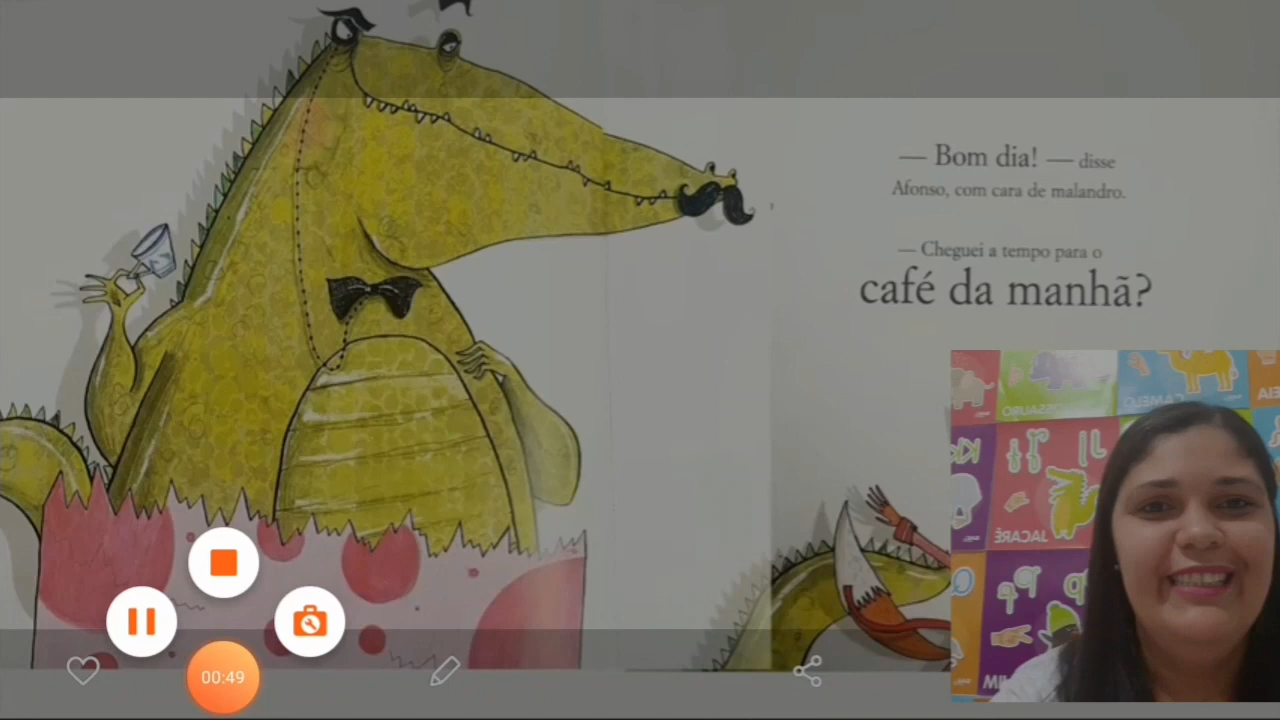 — Bom dia! — disse
Afonso, com cara de malandro.
— Cheguei a tempo para o
café da manhã?
00:49
CAMELO
JACARÉ